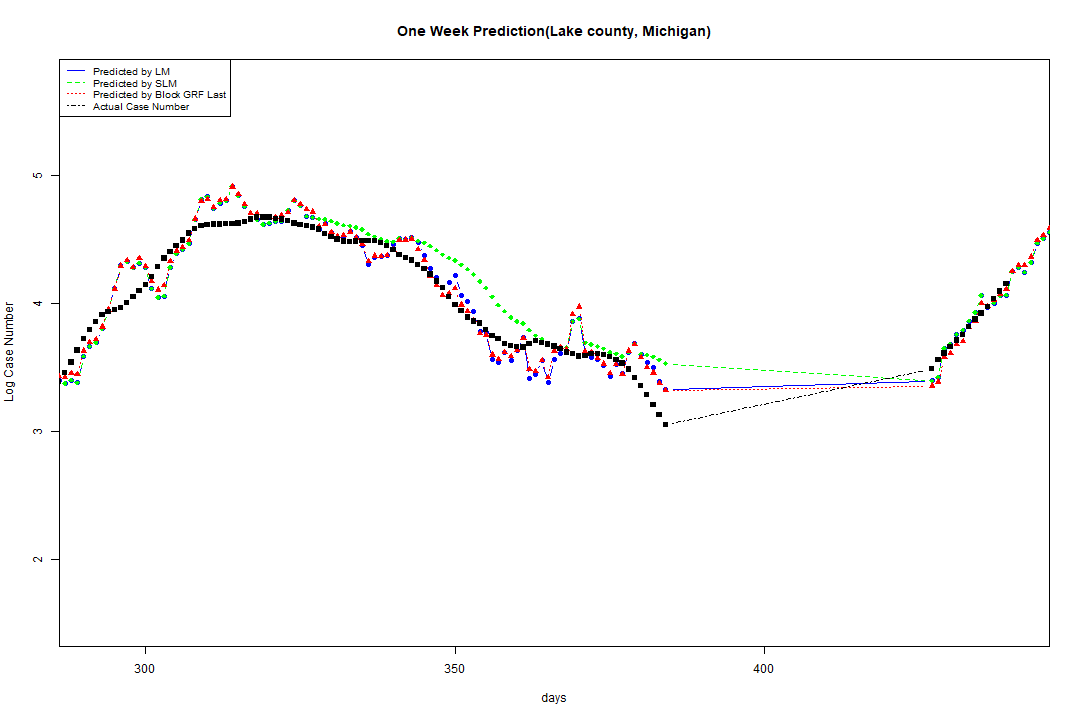 One Week Prediction(Lake county, Michigan)
Predicted by LM
Predicted by SLM
Predicted by Block GRF Last
Actual Case Number
5
4
3
2
Log Case Number
300
350
400
days